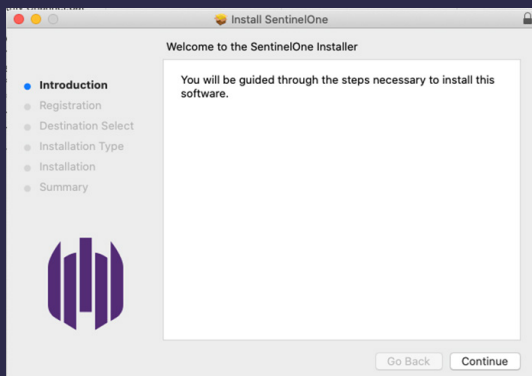 Install SentinelOne
Welcome to the SentinelOne Installer
Introduction
Registration
Destination Select
Installation Type
Installation
Summary
You will be guided through the steps necessary to install this
software.
Go Back
Continue